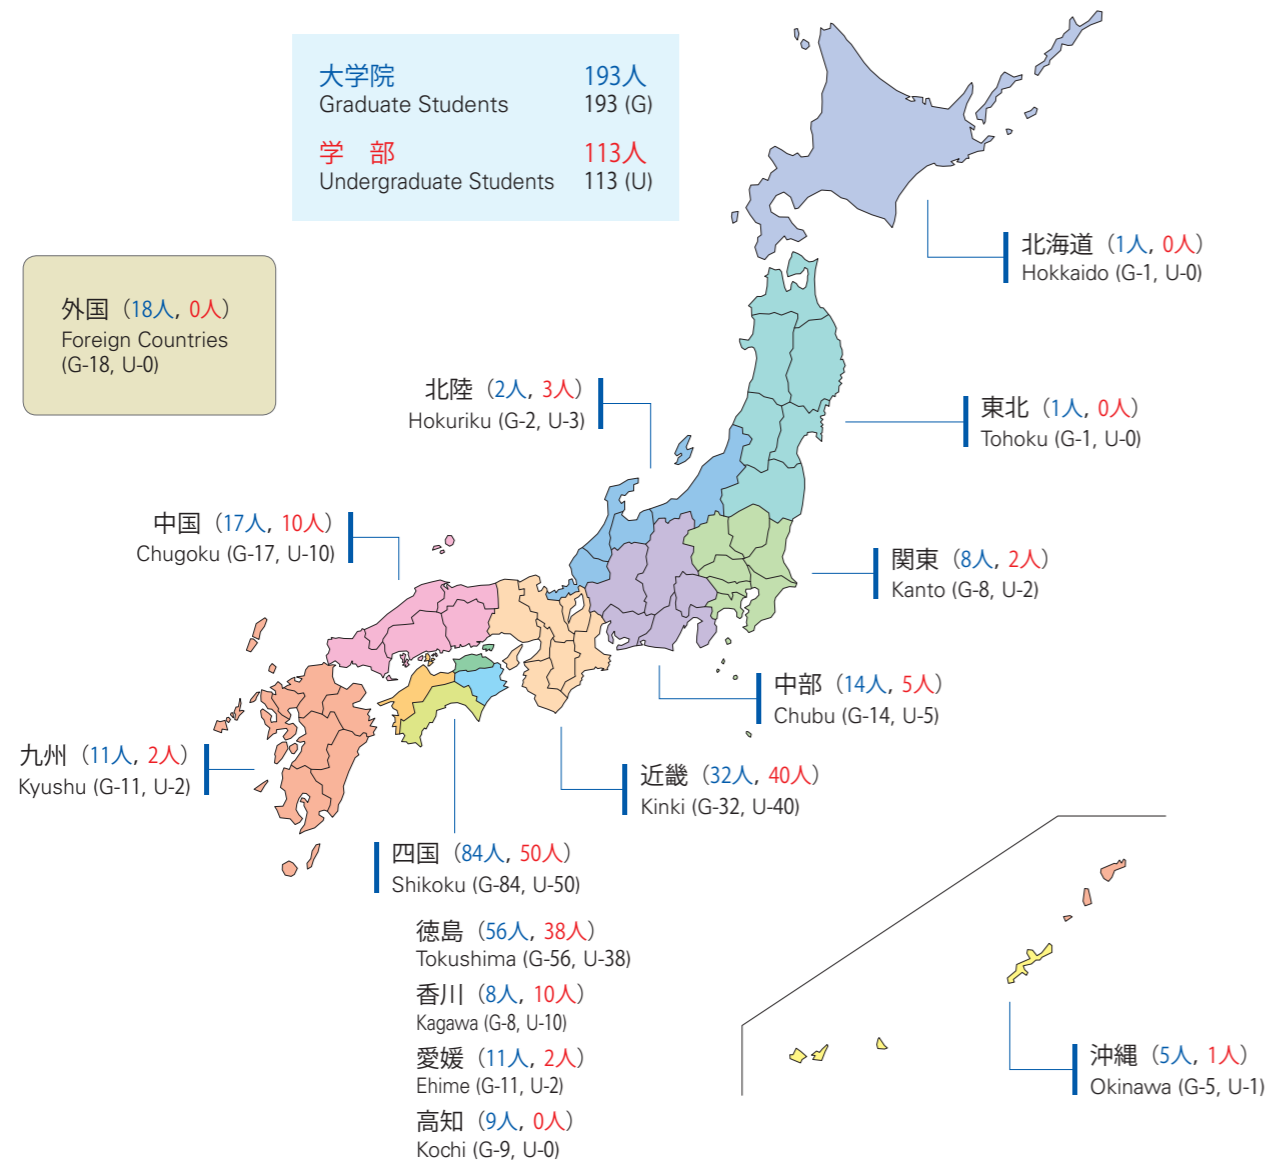 大学院 193人
Graduate Students 193 (G)
学　部 113人
Undergraduate Students 113 (U)
北海道（1人, 0人）
Hokkaido (G-1, U-0)
外国（18人, 0人）
Foreign Countries
(G-18, U-0)
北陸（2人, 3人）
Hokuriku (G-2, U-3)
東北（1人, 0人）
Tohoku (G-1, U-0)
中国（17人, 10人）
Chugoku (G-17, U-10)
関東（8人, 2人）
Kanto (G-8, U-2)
中部（14人, 5人）
Chubu (G-14, U-5)
九州（11人, 2人）
Kyushu (G-11, U-2)
近畿（32人, 40人）
Kinki (G-32, U-40)
四国（84人, 50人）
Shikoku (G-84, U-50)
徳島（56人, 38人）
Tokushima (G-56, U-38)
香川（8人, 10人）
Kagawa (G-8, U-10)
愛媛（11人, 2人）
Ehime (G-11, U-2)
高知（9人, 0人）
Kochi (G-9, U-0)
沖縄（5人, 1人）
Okinawa (G-5, U-1)